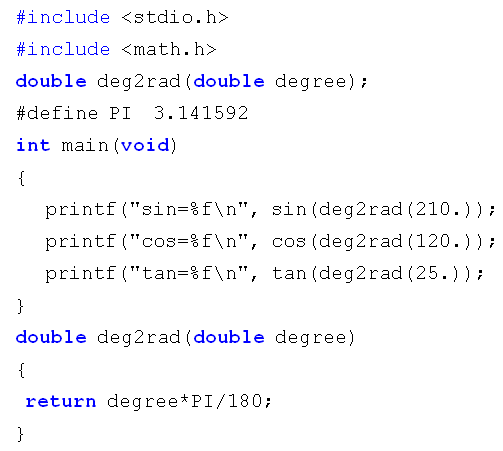 #include <stdio.h>
#include <math.h>
double deg2rad(double degree);
#define PI  3.141592
int main(void)
{
   printf("sin=%f\n", sin(deg2rad(210.));
   printf("cos=%f\n", cos(deg2rad(120.));
   printf("tan=%f\n", tan(deg2rad(25.));
}
double deg2rad(double degree)
{
 return degree*PI/180;
}